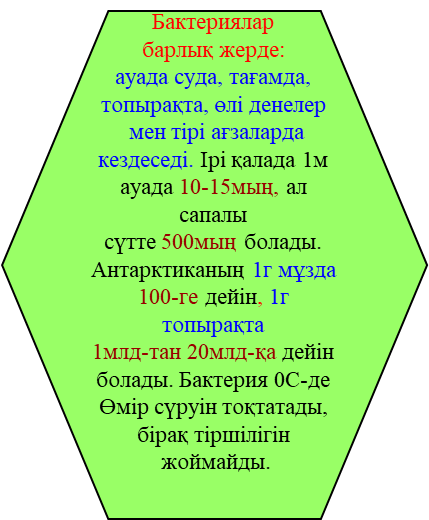 Бактериялар
барлық жерде:
ауада суда, тағамда,
топырақта, өлі денелер
мен тірі ағзаларда
кездеседі. Ірі қалада 1м
ауада 10-15мың, ал
сапалы
сүтте 500мың болады.
Антарктиканың 1г мұзда
100-ге дейін, 1г
топырақта
1млд-тан 20млд-қа дейін
болады. Бактерия 0С-де
Өмір сүруін тоқтатады,
бірақ тіршілігін
жоймайды.